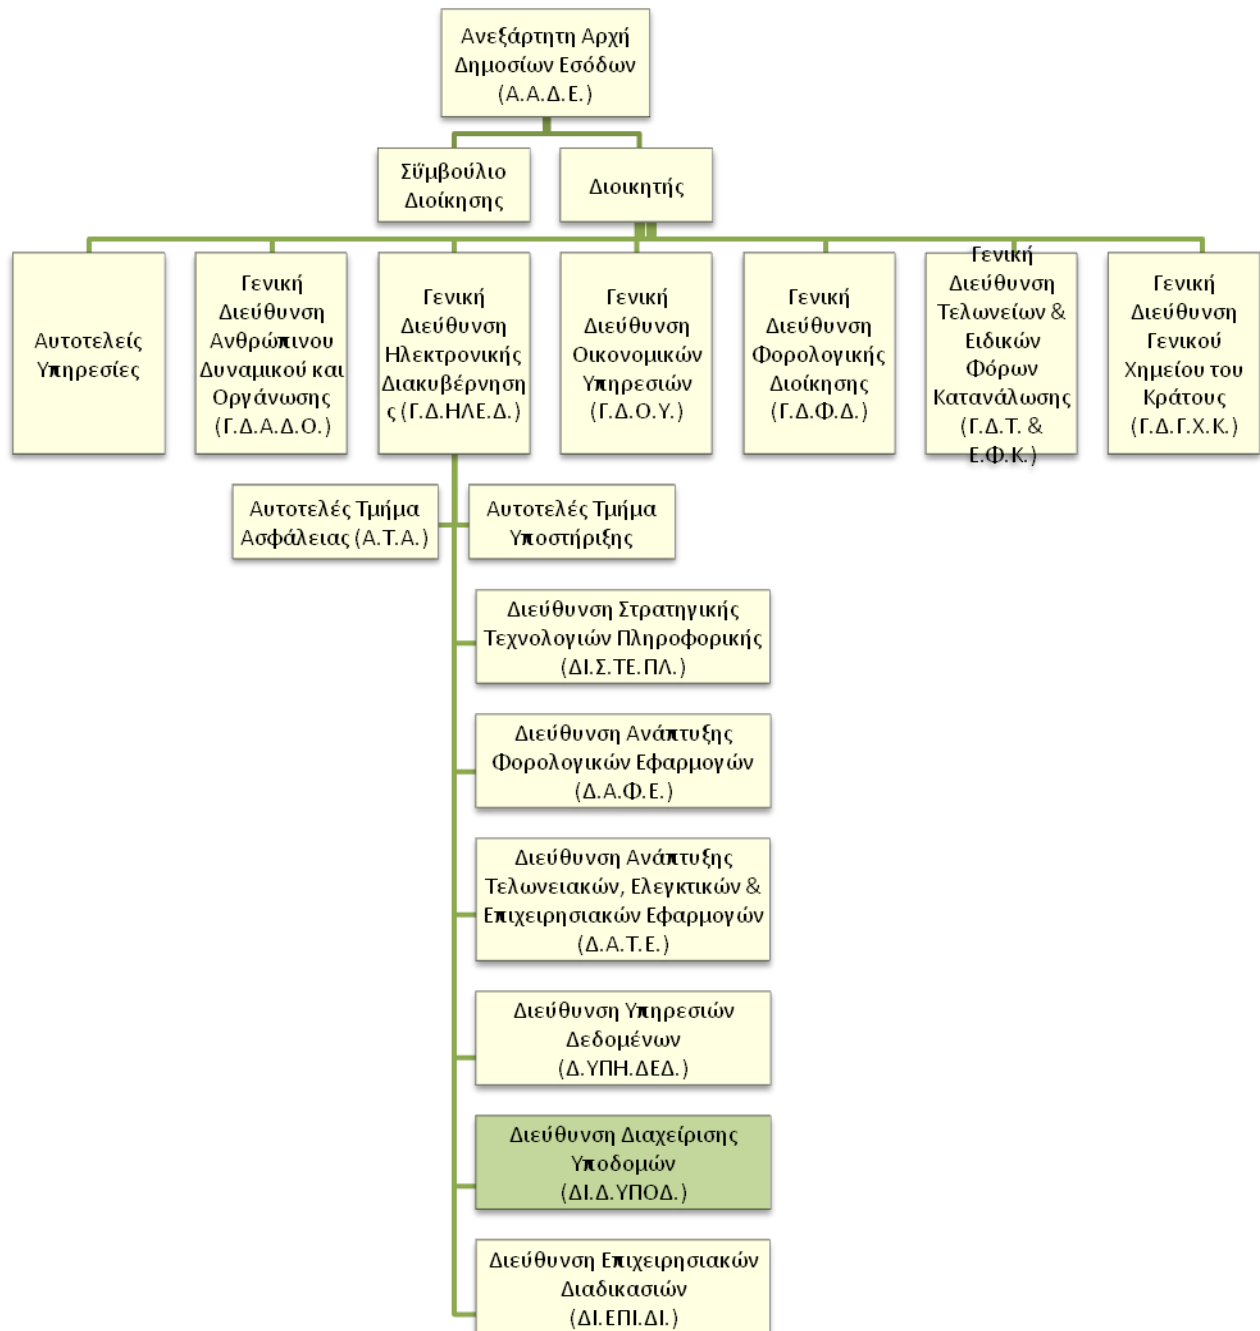 Ανεξάρτητη Αρχή
Δημοσίων Εσόδων
(Α.Α.Δ.Ε.)
Σΰμβούλιο
Διοίκησης
Διοικητής
Αυτοτελείς
Υπηρεσίες
Γενική
Διεύθυνση
Ανθρώπινου
Δυναμικού και
Οργάνωσης
(Γ.Δ.Α.Δ.Ο.)
Γενική
Διεύθυνση
Ηλεκτρονικής
Διακυβέρνηση
ς (Γ.Δ.ΗΛΕ.Δ.)
Γενική
Διεύθυνση
Οικονομικών
Υπηρεσιών
(Γ.Δ.Ο.Υ.)
Γενική
Διεύθυνση
Φορολογικής
Διοίκησης
(Γ.Δ.Φ.Δ.)
Γενική
Διεύθυνση
Τελωνείων &
Ειδικών
Φόρων
Κατανάλωσης
(Γ.Δ.Τ. &
Ε.Φ.Κ.)
Γενική
Διεύθυνση
Γενικού
Χημείου του
Κράτους
(Γ.Δ.Γ.Χ.Κ.)
Αυτοτελές Τμήμα
Ασφάλειας (Α.Τ.Α.)
Αυτοτελές Τμήμα
Υποστήριξης
Διεύθυνση Στρατηγικής
Τεχνολογιών Πληροφορικής
(ΔΙ.Σ.ΤΕ.ΠΛ.)
Διεύθυνση Ανάπτυξης
Φορολογικών Εφαρμογών
(Δ.Α.Φ.Ε.)
Διεύθυνση Ανάπτυξης
Τελωνειακών, Ελεγκτικών &
Επιχειρησιακών Εφαρμογών
(Δ.Α.Τ.Ε.)
Διεύθυνση Υπηρεσιών
Δεδομένων
(Δ.ΥΠΗ.ΔΕΔ.)
Διεύθυνση Διαχείρισης
Υποδομών
(ΔΙ.Δ.ΥΠΟΔ.)
Διεύθυνση Επιχειρησιακών
Διαδικασιών
(ΔΙ.ΕΠΙ.ΔΙ.)